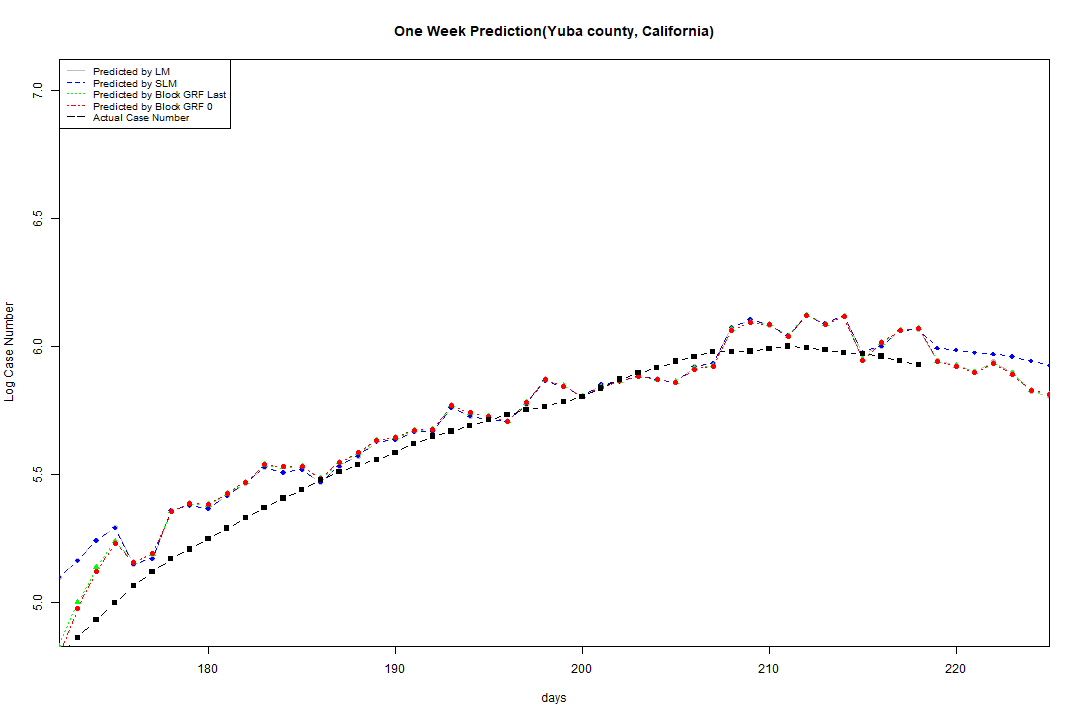 One Week Prediction(Yuba county, California)
Predicted by LM
Predicted by SLM
Predicted by Block GRF Last
Predicted by Block GRF 0
Actual Case Number
7.0
6.5
6.0
5.5
5.0
Log Case Number
180 190 200 210 220
days